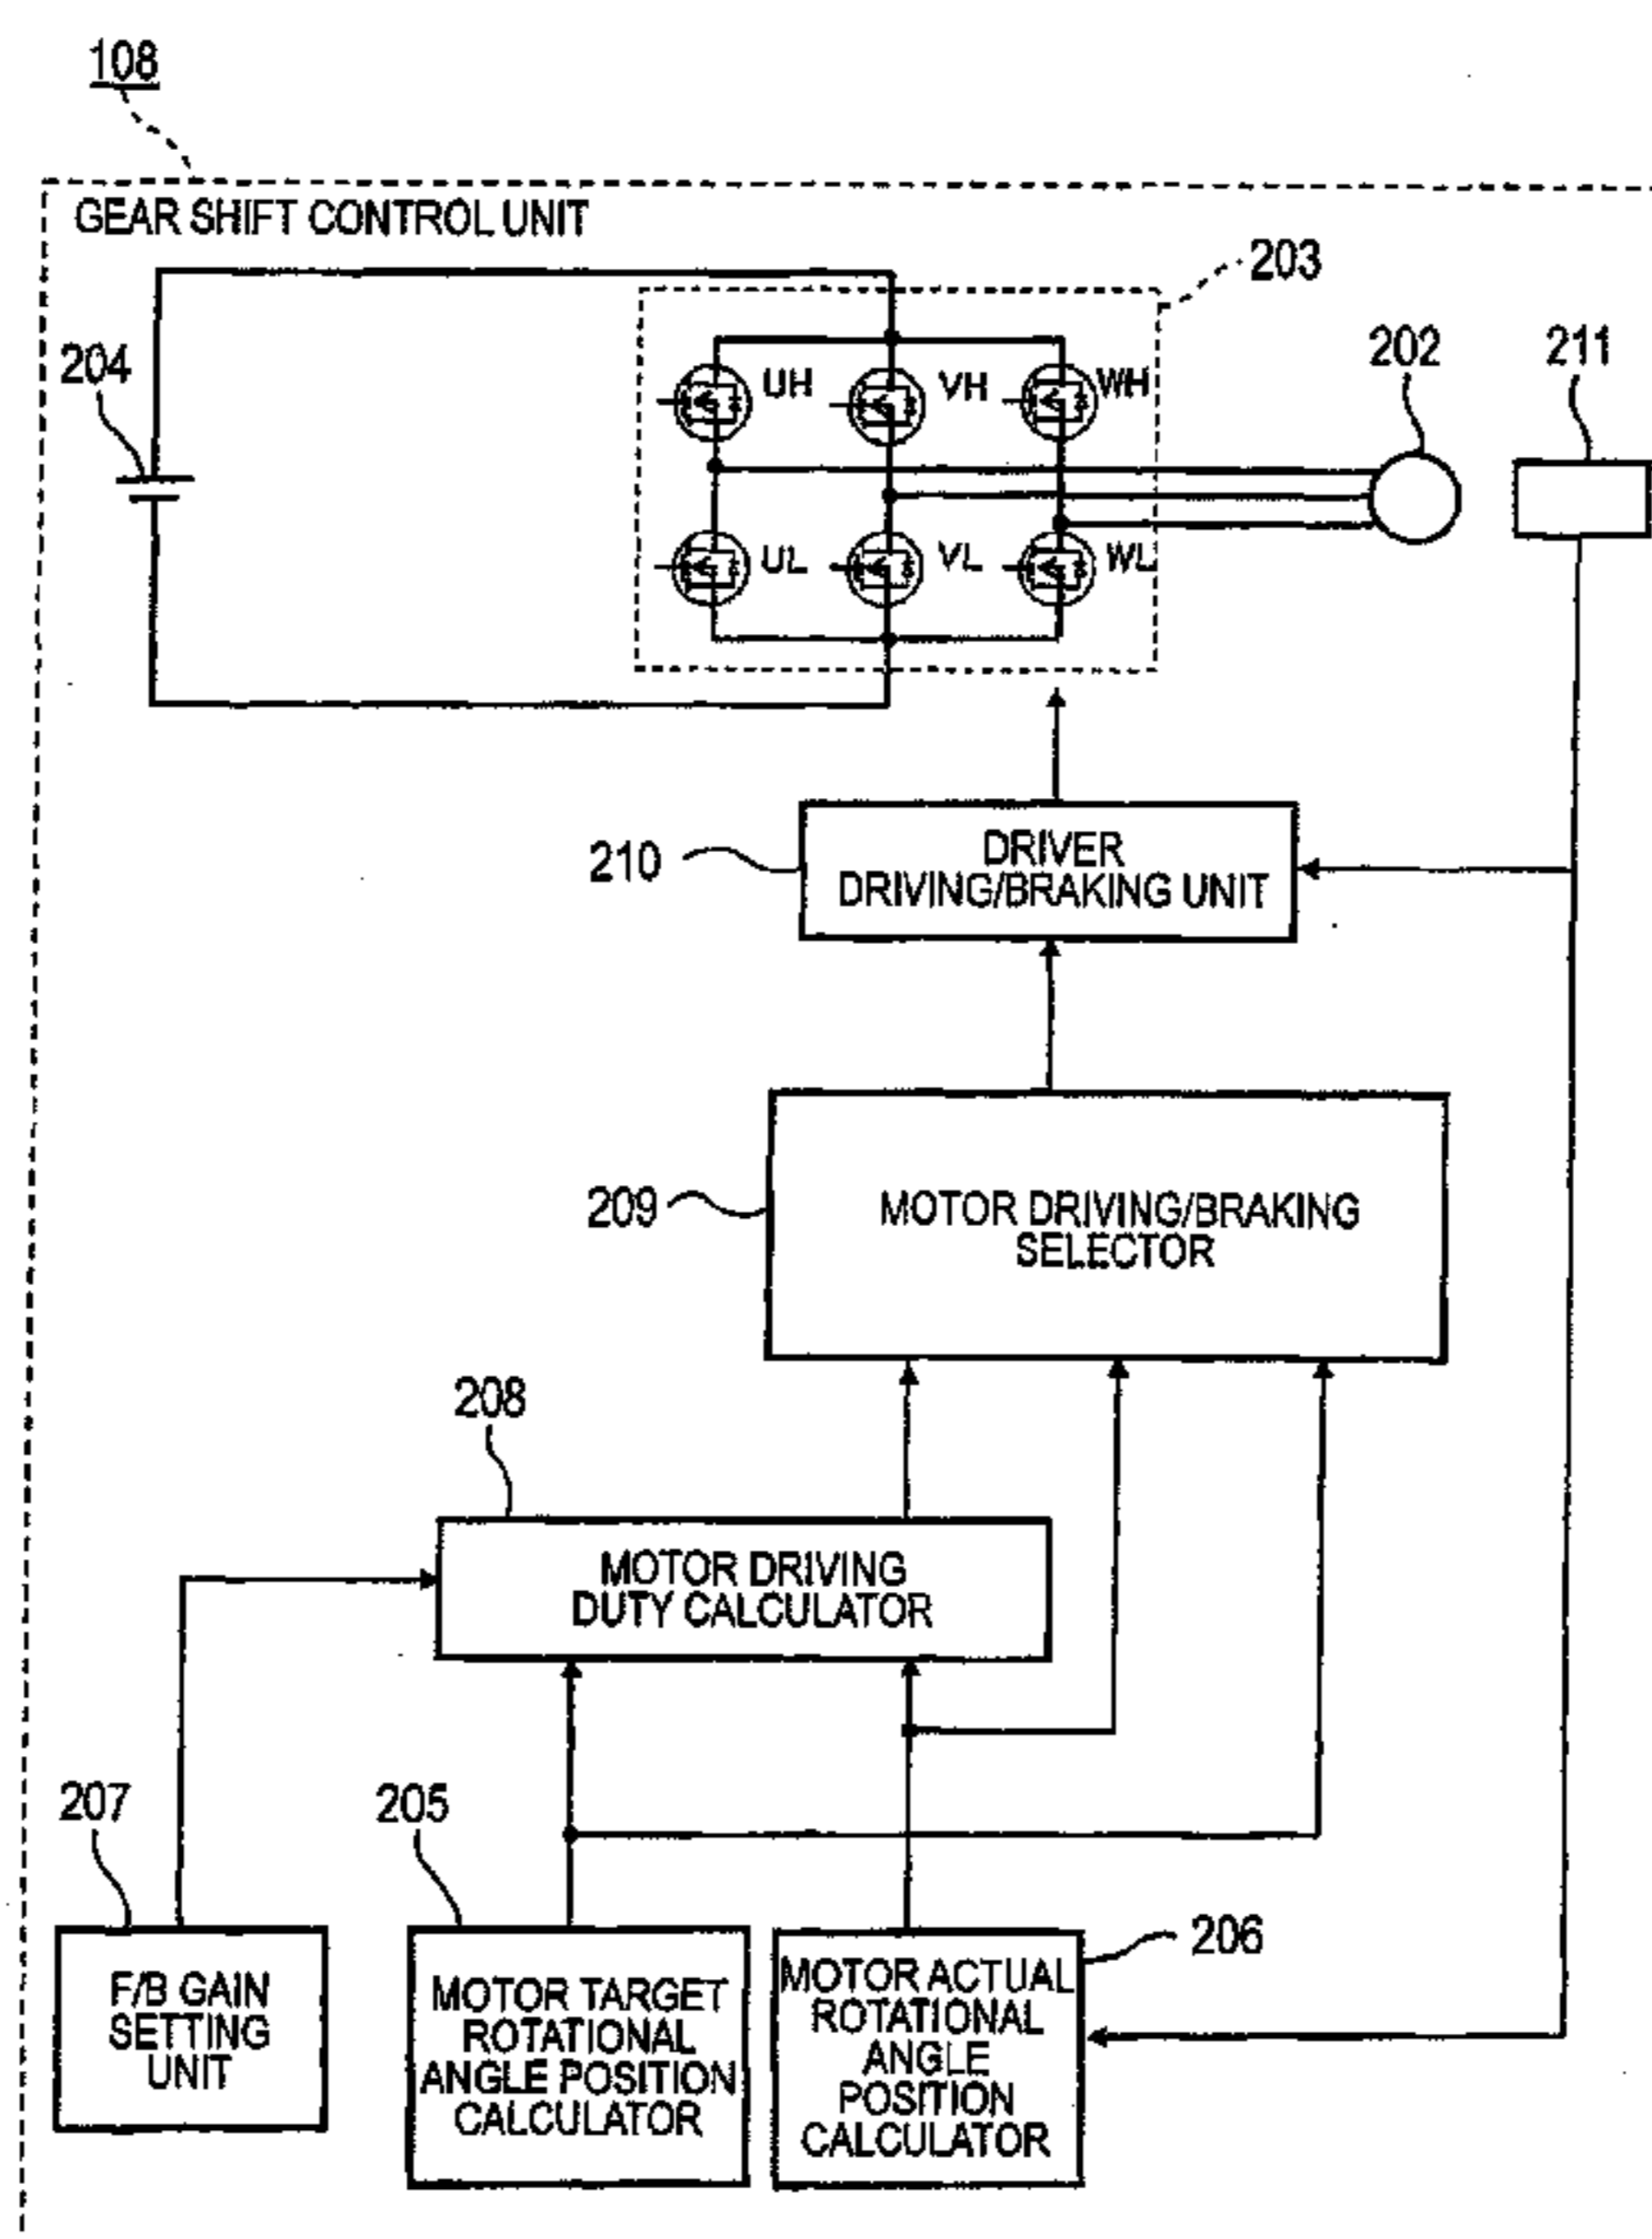 108
GEAR SHIFT CONTROL UNIT
203
204
202
211
UH
VH
WH
UL
VL
WL
210
DRIVER
DRIVING/BRAKING UNIT
209
MOTOR DRIVING/BRAKING
SELECTOR
208
MOTOR DRIVING
DUTY CALCULATOR
207
205
206
F/B GAIN
SETTING
UNIT
MOTOR TARGET
ROTATIONAL
ANGLE POSITION
CALCULATOR
MOTOR ACTUAL
ROTATIONAL
ANGLE
POSITION
CALCULATOR